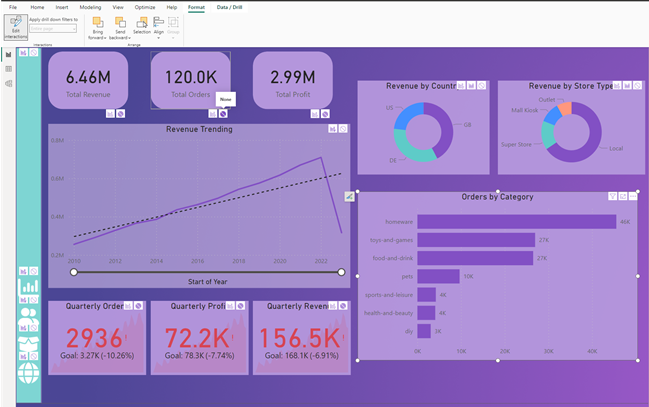 File Home Insert Modeling View Optimize Help Format Data / Drill
Edit interactions
Apply drill down filters to
Entire page
Bring forward
Send backward
Selection
Align
Group
Interactions
Arrange
6.46M
Total Revenue
120.0K
Total Orders
2.99M
Total Profit
None
Revenue Trending
0.8M
0.6M
0.4M
0.2M
2010 2012 2014 2016 2018 2020 2022
Start of Year
Revenue by Countr
US
GB
DE
Revenue by Store Type
Outlet
Mall Kiosk
Super Store
Local
Orders by Category
homeware 46K
toys-and-games 27K
food-and-drink 27K
pets 10K
sports-and-leisure 4K
health-and-beauty 4K
diy 3K
0K 10K 20K 30K 40K
Quarterly Order
2936
Goal: 3.27K (-10.26%)
Quarterly Profi
72.2K
Goal: 78.3K (-7.74%)
Quarterly Reven
156.5K
Goal: 168.1K (-6.91%)